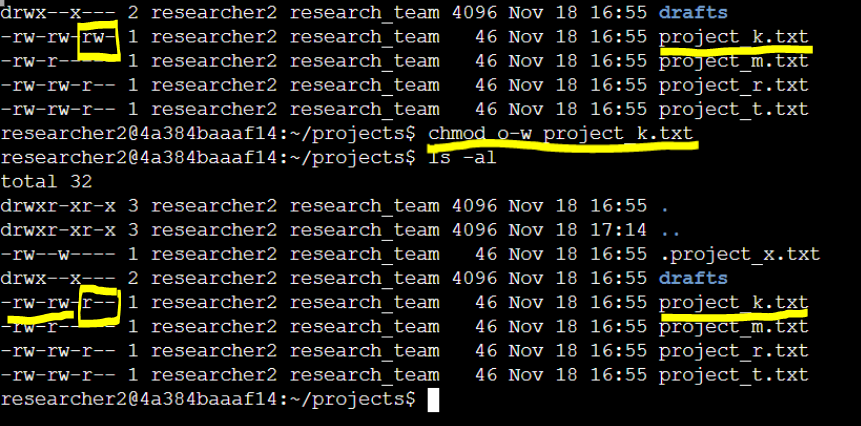 drwx--x--- 2 researcher2 research_team 4096 Nov 18 16:55 drafts
-rw-rw-rw- 1 researcher2 research_team   46 Nov 18 16:55 project_k.txt
-rw-r----- 1 researcher2 research_team   46 Nov 18 16:55 project_m.txt
-rw-rw-r-- 1 researcher2 research_team   46 Nov 18 16:55 project_r.txt
-rw-rw-r-- 1 researcher2 research_team   46 Nov 18 16:55 project_t.txt
researcher2@4a384baaaf14:~/projects$ chmod o-w project_k.txt
researcher2@4a384baaaf14:~/projects$ ls -al
total 32
drwxr-xr-x 3 researcher2 research_team 4096 Nov 18 16:55 .
drwxr-xr-x 3 researcher2 research_team 4096 Nov 18 17:14 ..
-rw--w---- 1 researcher2 research_team   46 Nov 18 16:55 .project_x.txt
drwx--x--- 2 researcher2 research_team 4096 Nov 18 16:55 drafts
-rw-rw-r-- 1 researcher2 research_team   46 Nov 18 16:55 project_k.txt
-rw-r----- 1 researcher2 research_team   46 Nov 18 16:55 project_m.txt
-rw-rw-r-- 1 researcher2 research_team   46 Nov 18 16:55 project_r.txt
-rw-rw-r-- 1 researcher2 research_team   46 Nov 18 16:55 project_t.txt
researcher2@4a384baaaf14:~/projects$